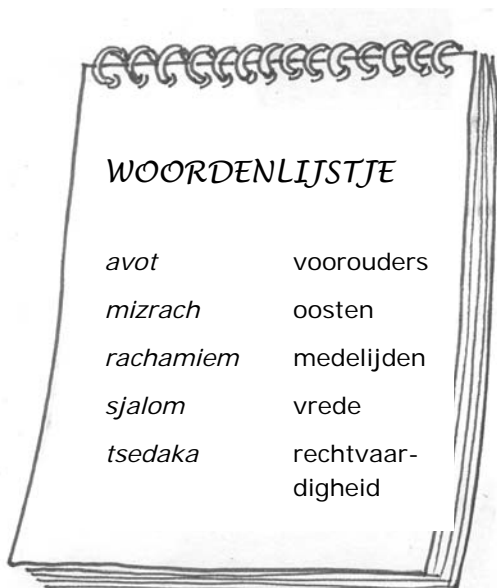 WOORDENLIJSTJE
avot voorouders
mizrach oosten
rachamiem medelijden
sjalom vrede
tsedaka rechtvaar-
digheid